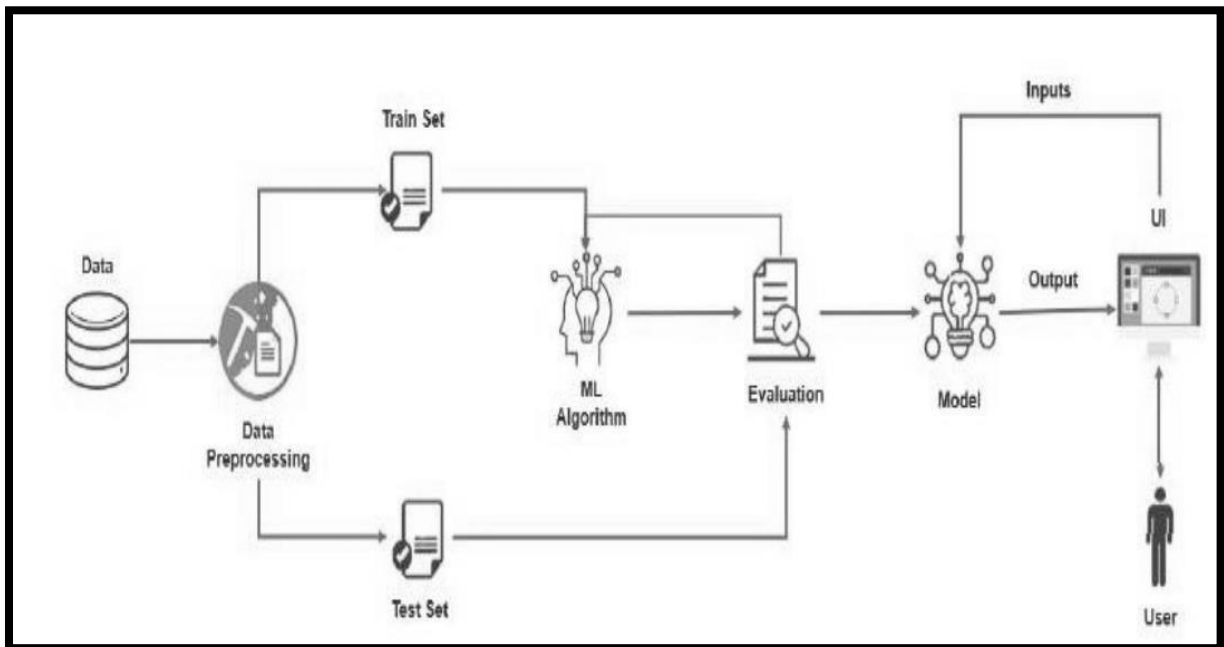 Data
Data
Preprocessing
Train Set
Test Set
ML
Algorithm
Evaluation
Model
Inputs
Output
UI
User